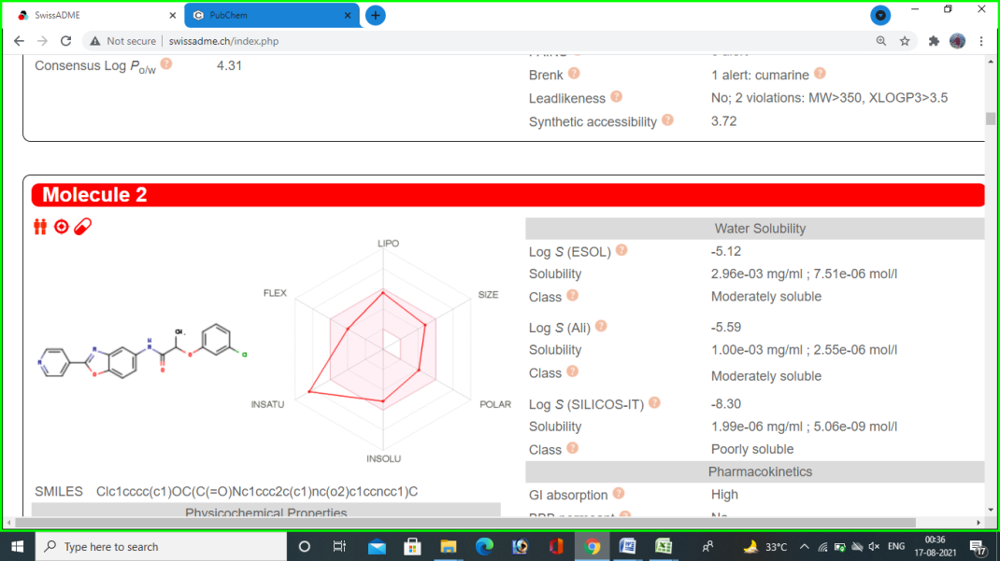 SwissADME
PubChem
Not secure
swissadme.ch/index.php
Consensus Log Po/w 4.31
Brenk 1 alert: cumarine
Leadlikeness No; 2 violations: MW>350, XLOGP3>3.5
Synthetic accessibility 3.72
Molecule 2
LIPO
SIZE
POLAR
INSOLU
INSATU
FLEX
SMILES Clc1cccc(c1)OC(C(=O)Nc1ccc2c(c1)nc(o2)c1ccncc1)C
Physicochemical Properties
Water Solubility
Log S (ESOL) -5.12
Solubility 2.96e-03 mg/ml ; 7.51e-06 mol/l
Class Moderately soluble
Log S (Ali) -5.59
Solubility 1.00e-03 mg/ml ; 2.55e-06 mol/l
Class Moderately soluble
Log S (SILICOS-IT) -8.30
Solubility 1.99e-06 mg/ml ; 5.06e-09 mol/l
Class Poorly soluble
Pharmacokinetics
GI absorption High
Type here to search
33°C
ENG
00:36
17-08-2021
17